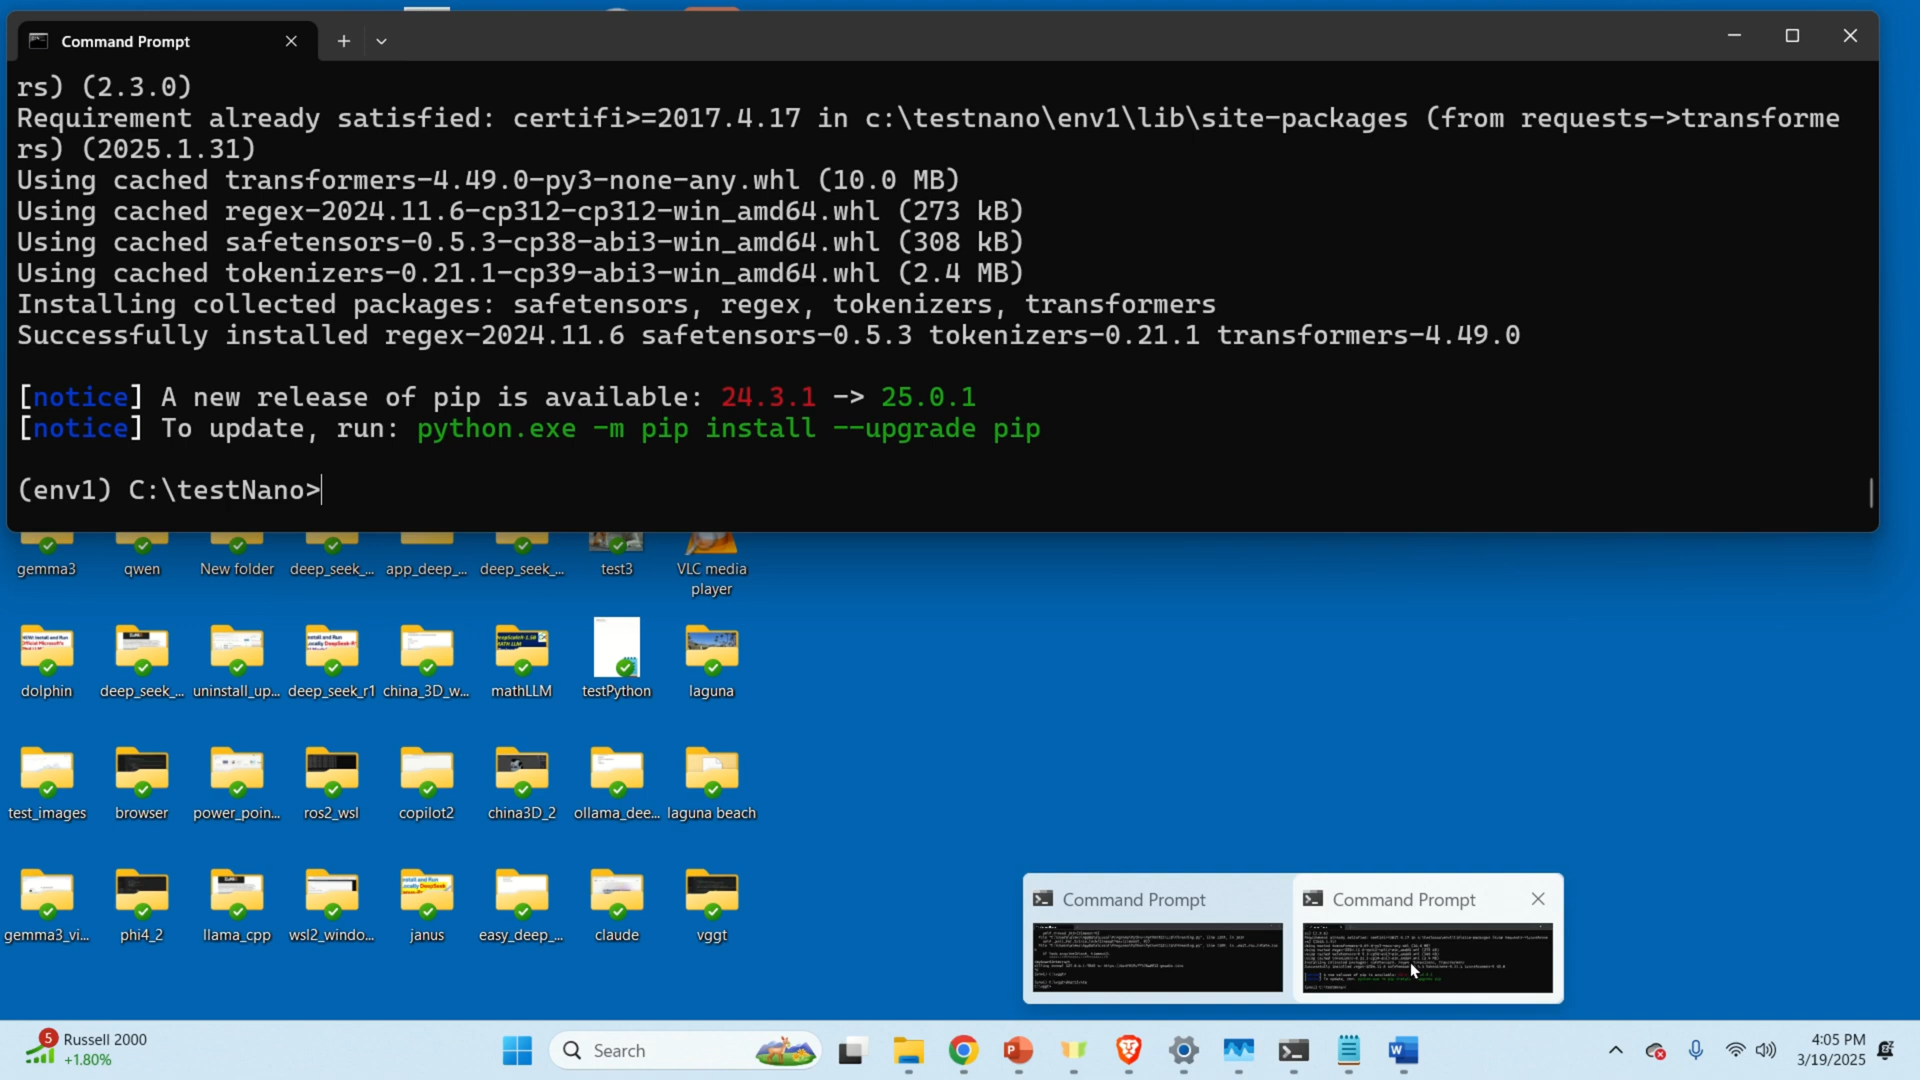 Command Prompt
rs) (2.3.0)
Requirement already satisfied: certifi>=2017.4.17 in c:\testnano\env1\lib\site-packages (from requests->transforme
rs) (2025.1.31)
Using cached transformers-4.49.0-py3-none-any.whl (10.0 MB)
Using cached regex-2024.11.6-cp312-cp312-win_amd64.whl (273 kB)
Using cached safetensors-0.5.3-cp38-abi3-win_amd64.whl (308 kB)
Using cached tokenizers-0.21.1-cp39-abi3-win_amd64.whl (2.4 MB)
Installing collected packages: safetensors, regex, tokenizers, transformers
Successfully installed regex-2024.11.6 safetensors-0.5.3 tokenizers-0.21.1 transformers-4.49.0
[notice] A new release of pip is available: 24.3.1 -> 25.0.1
[notice] To update, run: python.exe -m pip install --upgrade pip
(env1) C:\testNano>
gemma3 qwen New folder deep_seek_... app_deep_... deep_seek_... test3 VLC media
player
dolphin deep_seek_... uninstall_up... deep_seek_r1 china_3D_w... mathLLM testPython laguna
test_images browser power_poin... ros2_wsl copilot2 china3D_2 ollama_dee... laguna beach
gemma3_vi... phi4_2 llama_cpp wsl2_windo... janus easy_deep_... claude vggt
Command Prompt Command Prompt
5 Russell 2000
+1.80%
Search
4:05 PM
3/19/2025